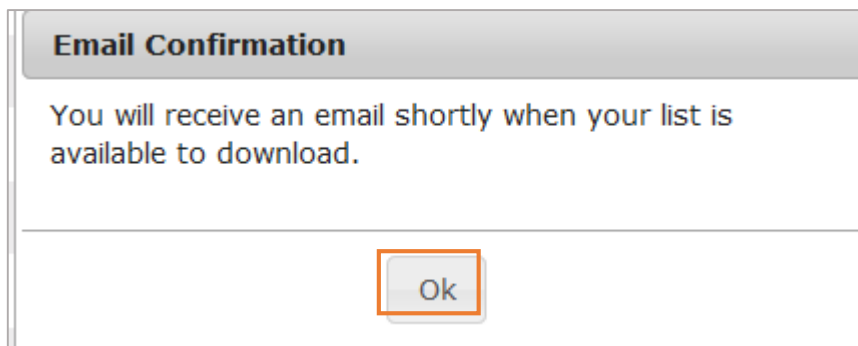 Email Confirmation
You will receive an email shortly when your list is
available to download.
Ok